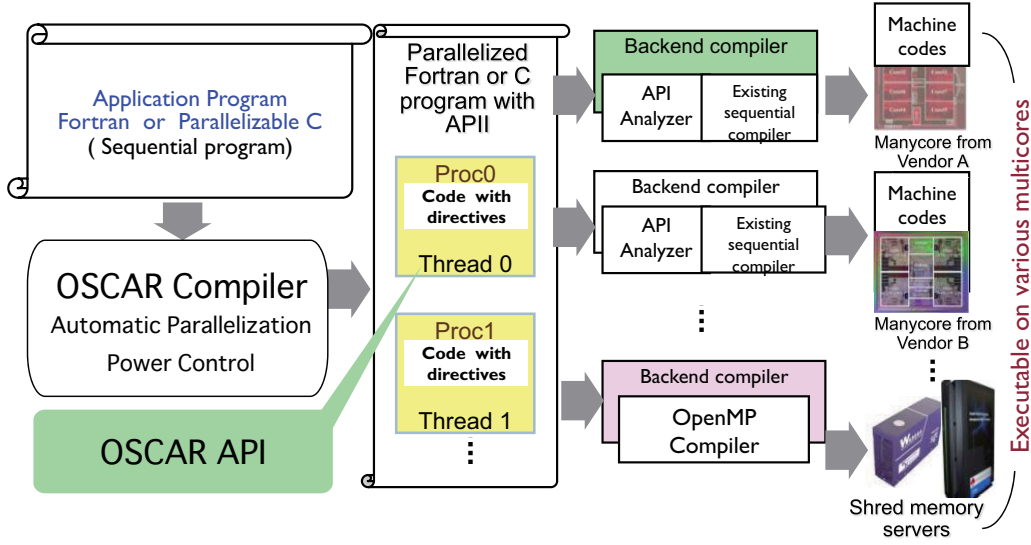 Application Program
Fortran or Parallelizable C
( Sequential program)
OSCAR Compiler
Automatic Parallelization
Power Control
OSCAR API
Parallelized
Fortran or C
program with
APII
Proc0
Code with
directives
Thread 0
Proc1
Code with
directives
Thread 1
Backend compiler
API
Analyzer
Existing
sequential
compiler
Backend compiler
API
Analyzer
Existing
sequential
compiler
Backend compiler
OpenMP
Compiler
Machine
codes
Manycore from
Vendor A
Machine
codes
Manycore from
Vendor B
Shred memory
servers
Executable on various multicores